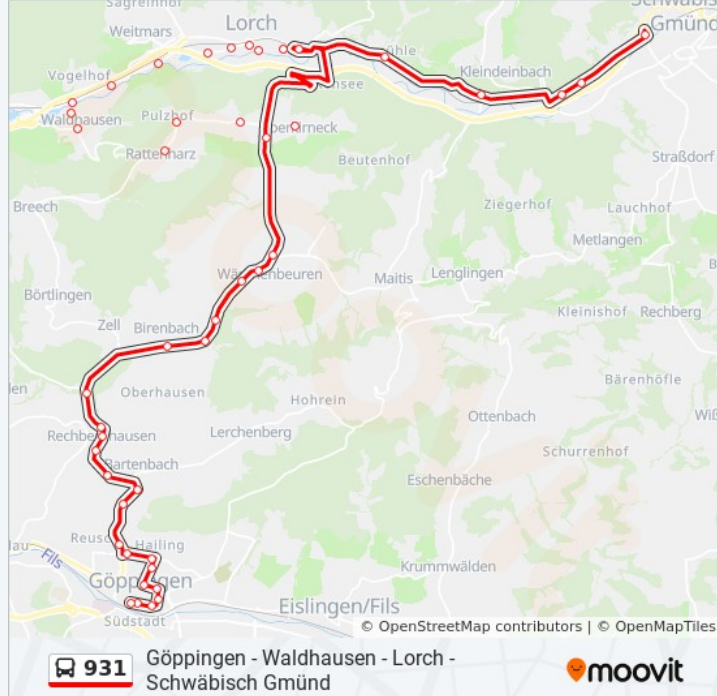 Sägreinhof
Schwäbisch
Lorch
Gmünd
Weitmars
Mühle
Kleindeinbach
Vogelhof
Waldhausen
Pulzhof
Rattenharz
Beutenhof
Straßdorf
Breech
Ziegerhof
Lauchhof
Metlangen
Lenglingen
Maitis
Börtlingen
Zell
Birenbach
Kleinishof
Rechberg
Oberhausen
Bärenhöfle
Hohrein
Ottenbach
Lerchenberg
Bartenbach
Schurrenhof
Eschenbäche
Hailing
Fils
Krummwälden
Göppingen
Eislingen/Fils
Südstadt
© OpenStreetMap contributors | © OpenMapTiles
931
Göppingen - Waldhausen - Lorch -
Schwäbisch Gmünd
moovit